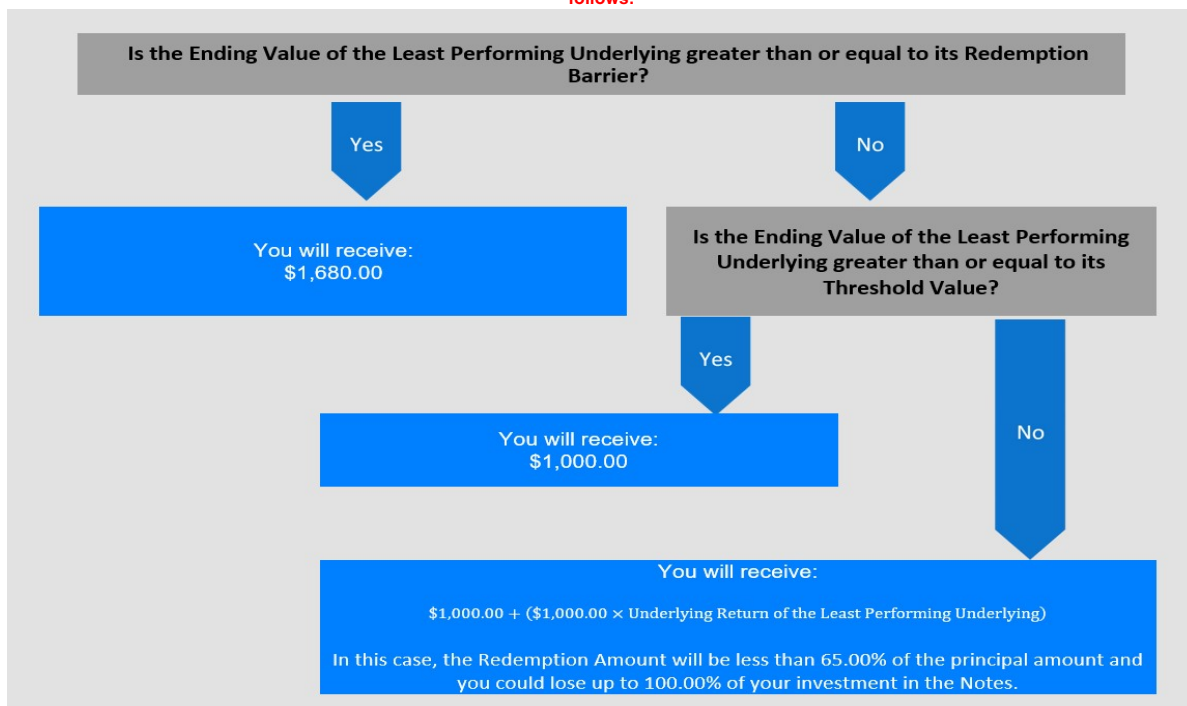 follows:
Is the Ending Value of the Least Performing Underlying greater than or equal to its Redemption
Barrier?
Yes
No
You will receive:
$1,680.00
Is the Ending Value of the Least Performing
Underlying greater than or equal to its
Threshold Value?
Yes
No
You will receive:
$1,000.00
You will receive:
$1,000.00 + ($1,000.00 × Underlying Return of the Least Performing Underlying)
In this case, the Redemption Amount will be less than 65.00% of the principal amount and
you could lose up to 100.00% of your investment in the Notes.